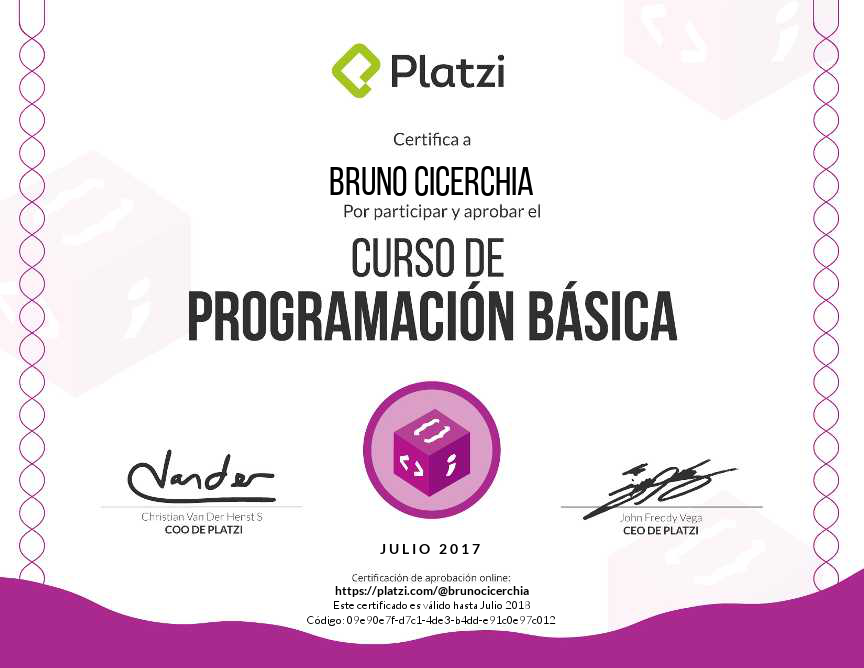 Platzi
Certifica a
BRUNO CICERCHIA
Por participar y aprobar el
CURSO DE
PROGRAMACIÓN BÁSICA
Vander
Christian Van Der Henst S
COO DE PLATZI
John Freddy Vega
CEO DE PLATZI
JULIO 2017
Certificación de aprobación online:
https://platzi.com/@brunocicerchia
Este certificado es válido hasta Julio 2018
Código: 09e90e7f-d7c1-4de3-b4dd-e91c0e97c012